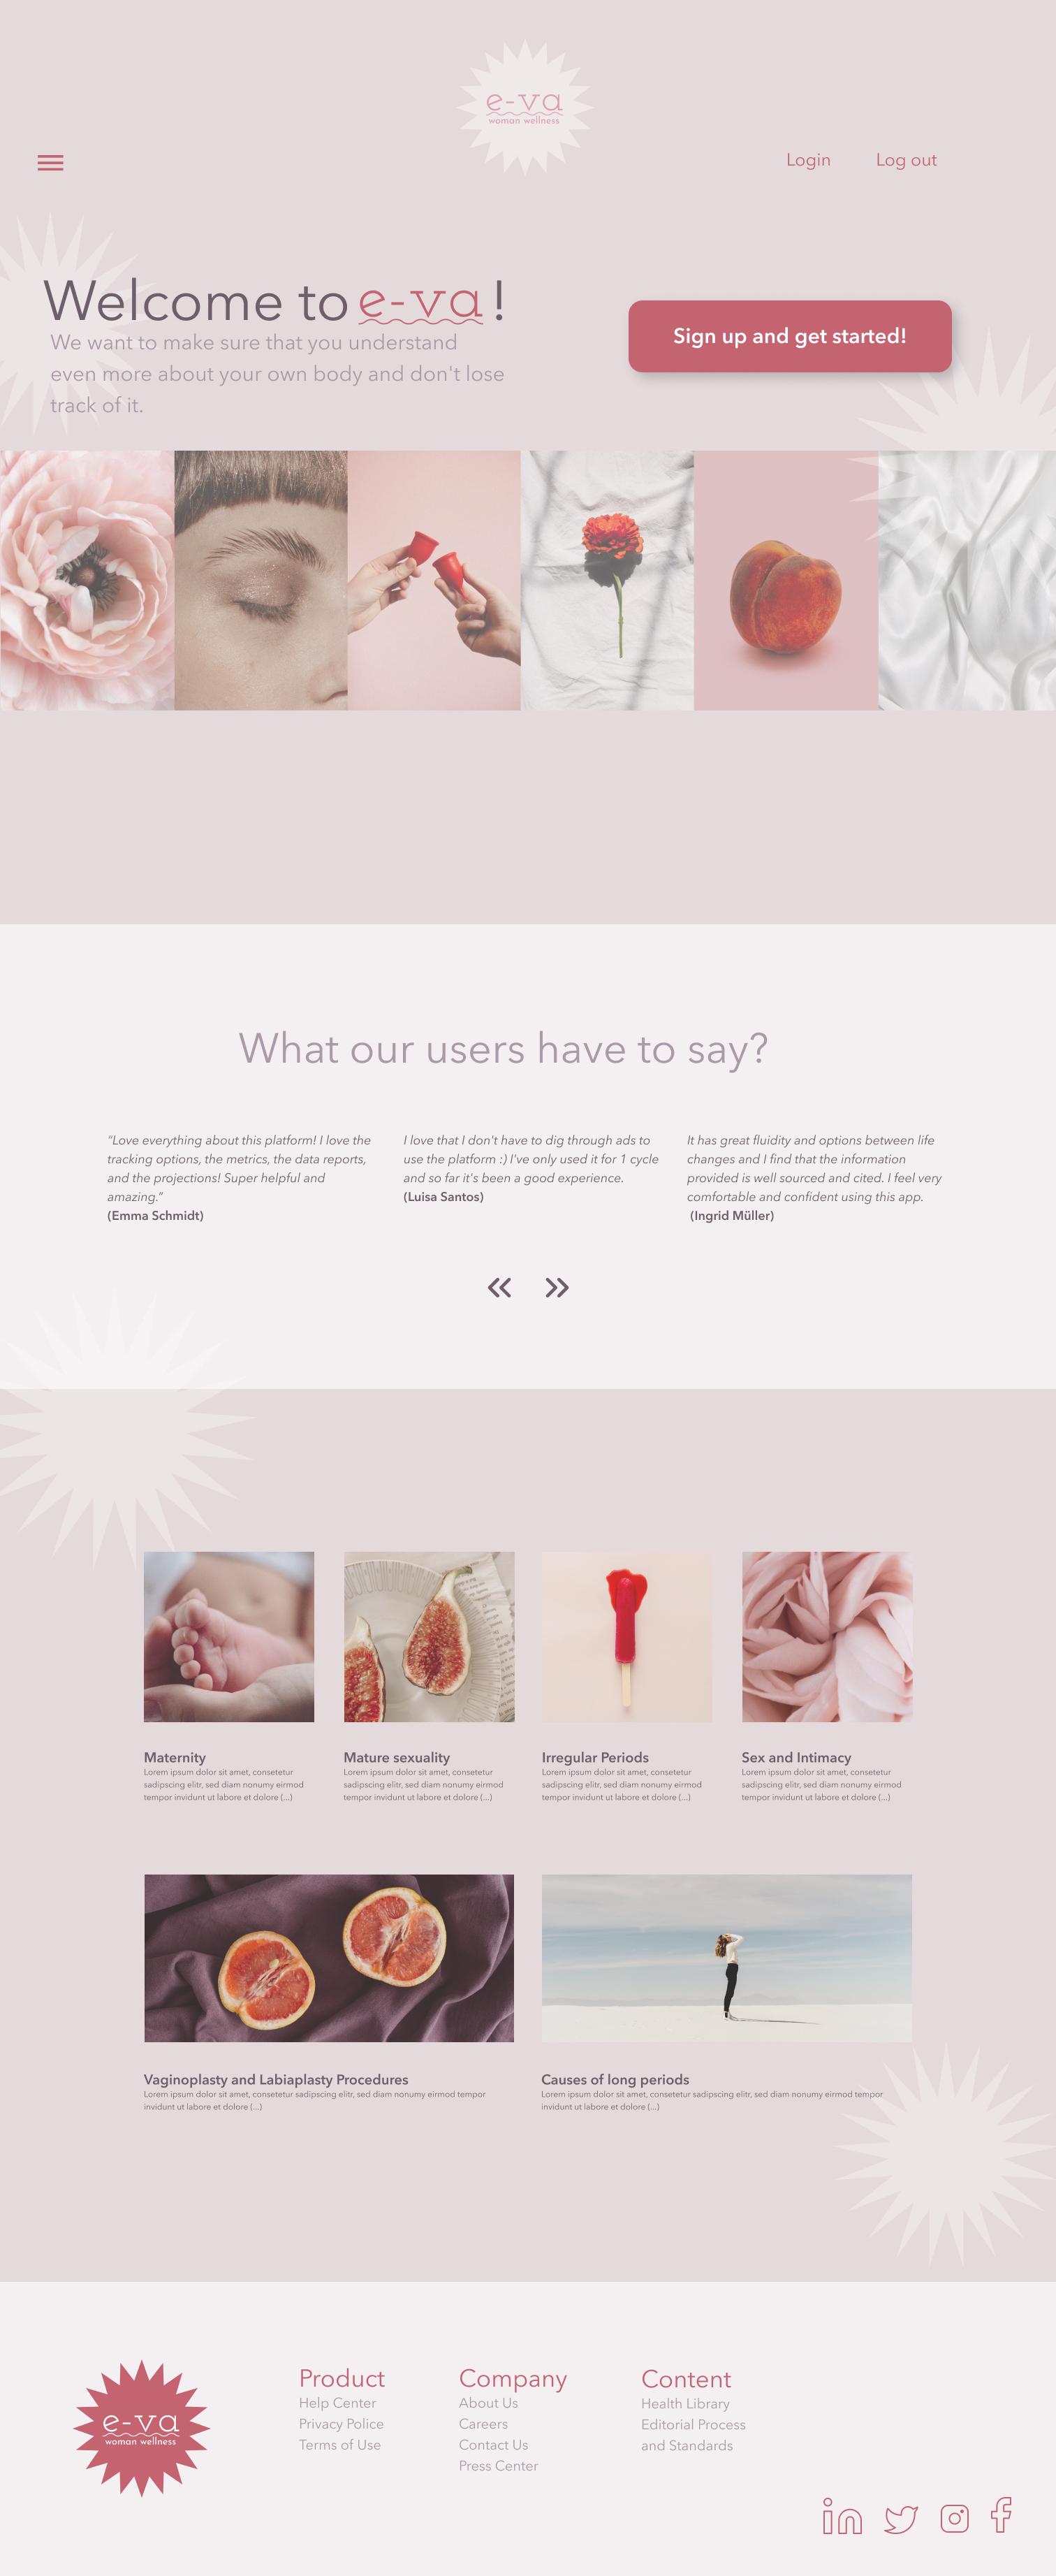 e-va
woman wellness
Login
Log out
Welcome to e-va!
We want to make sure that you understand
even more about your own body and don't lose
track of it.
Sign up and get started!
What our users have to say?
“Love everything about this platform! I love the
tracking options, the metrics, the data reports,
and the projections! Super helpful and
amazing.”
(Emma Schmidt)
I love that I don't have to dig through ads to
use the platform :) I've only used it for 1 cycle
and so far it's been a good experience.
(Luisa Santos)
It has great fluidity and options between life
changes and I find that the information
provided is well sourced and cited. I feel very
comfortable and confident using this app.
(Ingrid Müller)
Maternity
Lorem ipsum dolor sit amet, consetetur
sadipscing elitr, sed diam nonumy eirmod
tempor invidunt ut labore et dolore (...)
Mature sexuality
Lorem ipsum dolor sit amet, consetetur
sadipscing elitr, sed diam nonumy eirmod
tempor invidunt ut labore et dolore (...)
Irregular Periods
Lorem ipsum dolor sit amet, consetetur
sadipscing elitr, sed diam nonumy eirmod
tempor invidunt ut labore et dolore (...)
Sex and Intimacy
Lorem ipsum dolor sit amet, consetetur
sadipscing elitr, sed diam nonumy eirmod
tempor invidunt ut labore et dolore (...)
Vaginoplasty and Labiaplasty Procedures
Lorem ipsum dolor sit amet, consetetur sadipscing elitr, sed diam nonumy eirmod tempor
invidunt ut labore et dolore (...)
Causes of long periods
Lorem ipsum dolor sit amet, consetetur sadipscing elitr, sed diam nonumy eirmod tempor
invidunt ut labore et dolore (...)
e-va
woman wellness
Product
Help Center
Privacy Police
Terms of Use
Company
About Us
Careers
Contact Us
Press Center
Content
Health Library
Editorial Process
and Standards